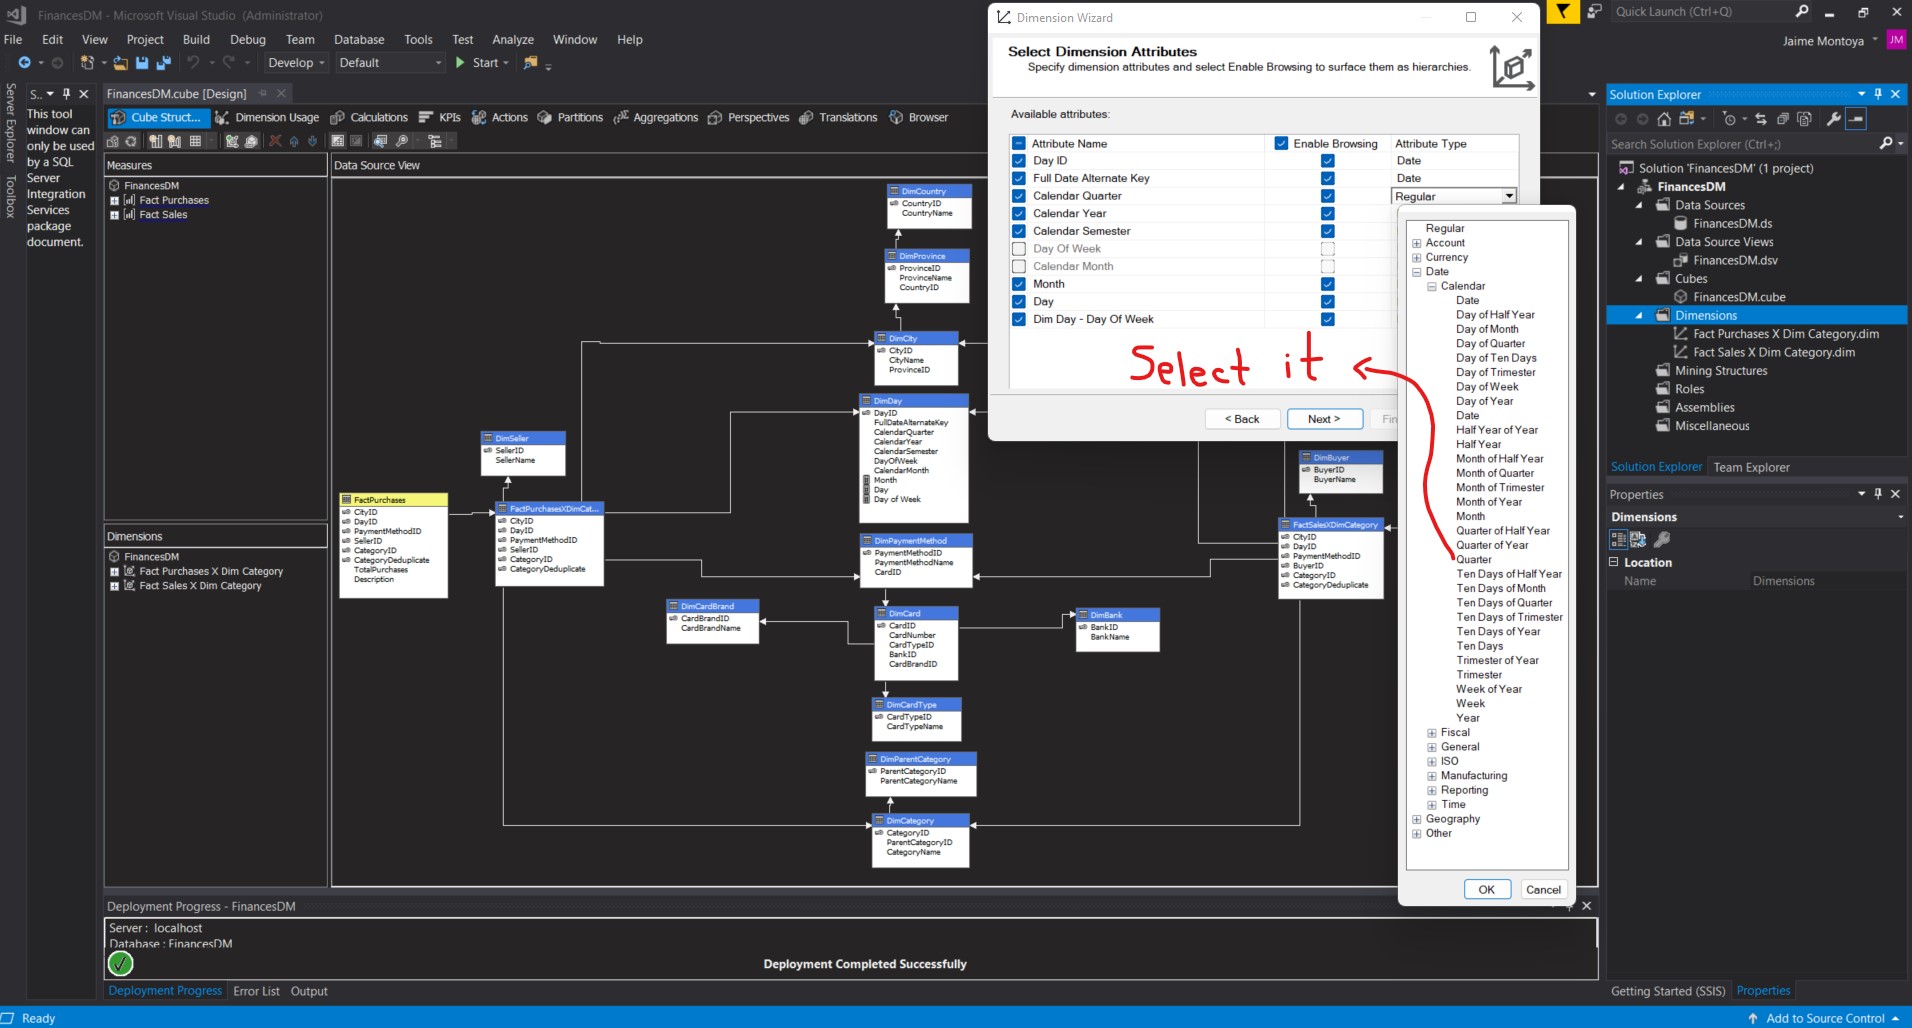 FinancesDM - Microsoft Visual Studio (Administrator)
Quick Launch (Ctrl+Q)
File Edit View Project Build Debug Team Database Tools Test Analyze Window Help
Jaime Montoya JM
Develop Default Start
Server Explorer
Toolbox
S..
This tool
window can
only be used
by a SQL
Server
Integration
Services
package
document.
FinancesDM.cube [Design]
Cube Struct... Dimension Usage Calculations KPIs Actions Partitions Aggregations Perspectives Translations Browser
Measures
FinancesDM
Fact Purchases
Fact Sales
Dimensions
FinancesDM
Fact Purchases X Dim Category
Fact Sales X Dim Category
Data Source View
DimCountry
CountryID
CountryName
DimProvince
ProvinceID
ProvinceName
CountryID
DimCity
CityID
CityName
ProvinceID
DimDay
DayID
FullDateAlternateKey
CalendarQuarter
CalendarYear
CalendarSemester
DayOfWeek
CalendarMonth
Month
Day
Day of Week
DimSeller
SellerID
SellerName
FactPurchases
CityID
DayID
PaymentMethodID
SellerID
CategoryID
CategoryDeduplicate
TotalPurchases
Description
FactPurchasesXDimCat...
CityID
DayID
PaymentMethodID
SellerID
CategoryID
CategoryDeduplicate
DimPaymentMethod
PaymentMethodID
PaymentMethodName
CardID
DimCardBrand
CardBrandID
CardBrandName
DimCard
CardID
CardNumber
CardTypeID
BankID
CardBrandID
DimBank
BankID
BankName
DimCardType
CardTypeID
CardTypeName
DimParentCategory
ParentCategoryID
ParentCategoryName
DimCategory
CategoryID
ParentCategoryID
CategoryName
DimBuyer
BuyerID
BuyerName
FactSalesXDimCategory
CityID
DayID
PaymentMethodID
BuyerID
CategoryID
CategoryDeduplicate
Dimension Wizard
Select Dimension Attributes
Specify dimension attributes and select Enable Browsing to surface them as hierarchies.
Available attributes:
Attribute Name Enable Browsing Attribute Type
Day ID Date
Full Date Alternate Key Date
Calendar Quarter Regular
Calendar Year
Calendar Semester
Day Of Week
Calendar Month
Month
Day
Dim Day - Day Of Week
Select it
< Back Next > Fin
Regular
Account
Currency
Date
Calendar
Date
Day of Half Year
Day of Month
Day of Quarter
Day of Ten Days
Day of Trimester
Day of Week
Day of Year
Date
Half Year of Year
Half Year
Month of Half Year
Month of Quarter
Month of Trimester
Month of Year
Month
Quarter of Half Year
Quarter of Year
Quarter
Ten Days of Half Year
Ten Days of Month
Ten Days of Quarter
Ten Days of Trimester
Ten Days of Year
Ten Days
Trimester of Year
Trimester
Week of Year
Week
Year
Fiscal
General
ISO
Manufacturing
Reporting
Time
Geography
Other
OK Cancel
Solution Explorer
Search Solution Explorer (Ctrl+;)
Solution 'FinancesDM' (1 project)
FinancesDM
Data Sources
FinancesDM.ds
Data Source Views
FinancesDM.dsv
Cubes
FinancesDM.cube
Dimensions
Fact Purchases X Dim Category.dim
Fact Sales X Dim Category.dim
Mining Structures
Roles
Assemblies
Miscellaneous
Solution Explorer Team Explorer
Properties
Dimensions
Location
Name Dimensions
Deployment Progress - FinancesDM
Server : localhost
Database : FinancesDM
Deployment Completed Successfully
Deployment Progress Error List Output
Getting Started (SSIS) Properties
Ready
Add to Source Control